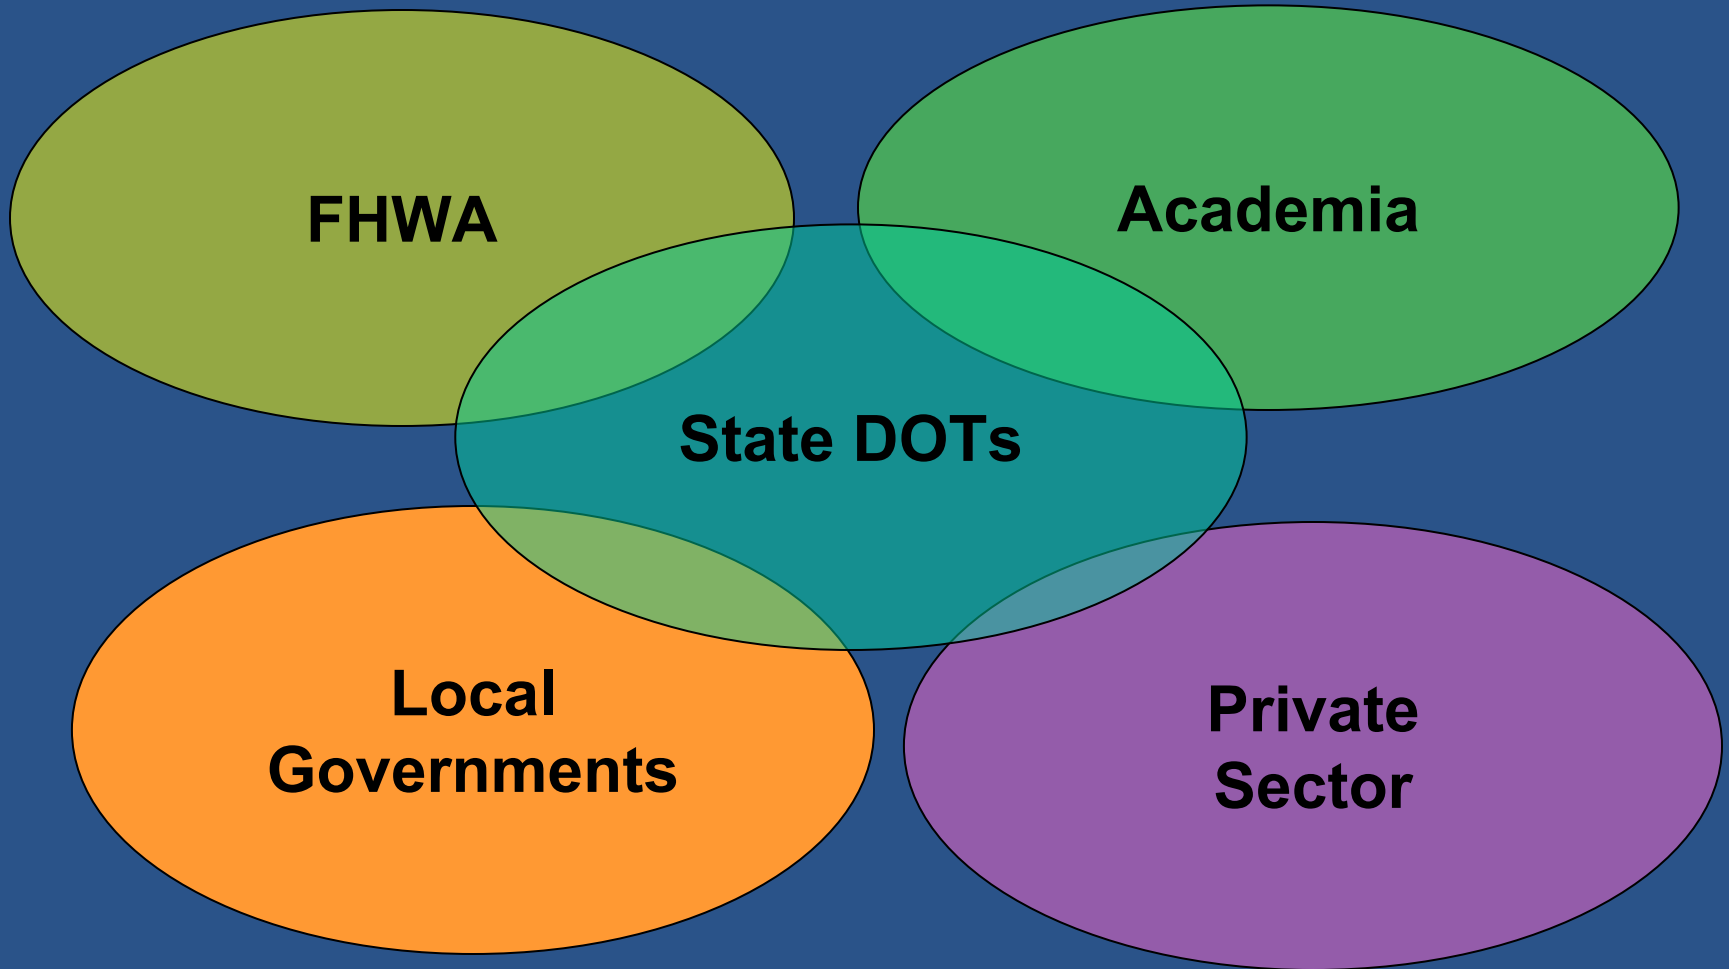 FHWA
Academia
State DOTs
Local
Governments
Private
Sector